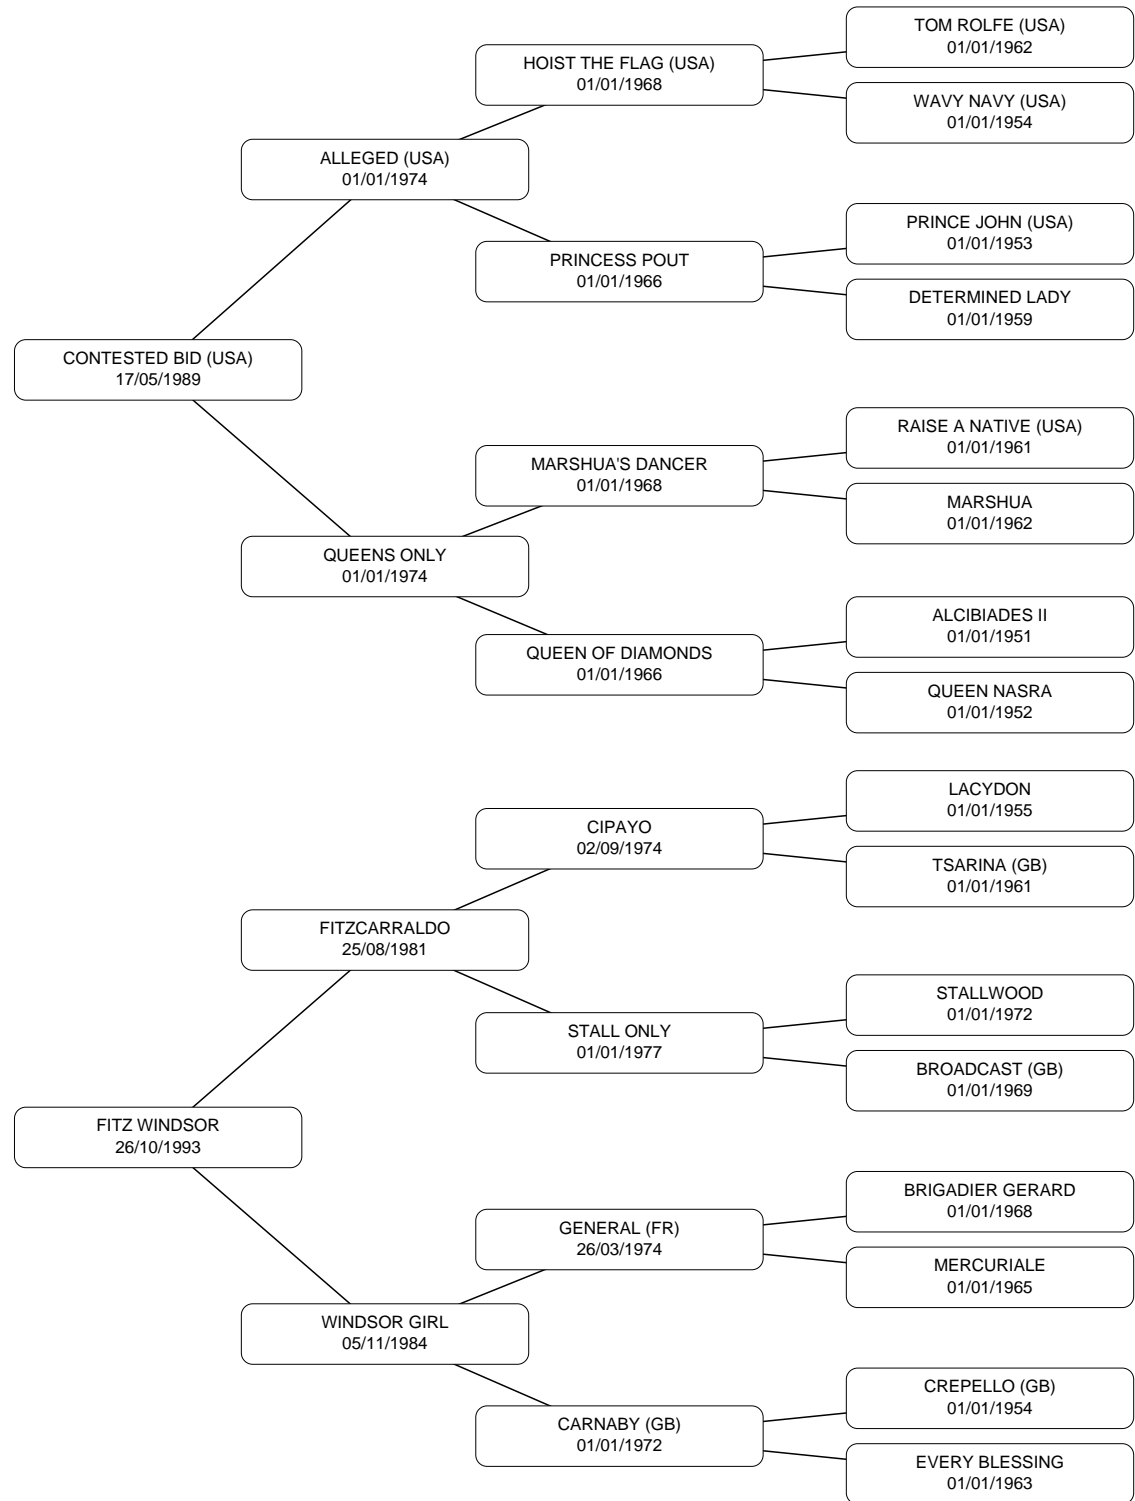 TOM ROLFE (USA)
01/01/1962
HOIST THE FLAG (USA)
01/01/1968
WAVY NAVY (USA)
01/01/1954
ALLEGED (USA)
01/01/1974
PRINCE JOHN (USA)
01/01/1953
PRINCESS POUT
01/01/1966
DETERMINED LADY
01/01/1959
CONTESTED BID (USA)
17/05/1989
RAISE A NATIVE (USA)
01/01/1961
MARSHUA'S DANCER
01/01/1968
MARSHUA
01/01/1962
QUEENS ONLY
01/01/1974
ALCIBIADES II
01/01/1951
QUEEN OF DIAMONDS
01/01/1966
QUEEN NASRA
01/01/1952
LACYDON
01/01/1955
CIPAYO
02/09/1974
TSARINA (GB)
01/01/1961
FITZCARRALDO
25/08/1981
STALLWOOD
01/01/1972
STALL ONLY
01/01/1977
BROADCAST (GB)
01/01/1969
FITZ WINDSOR
26/10/1993
BRIGADIER GERARD
01/01/1968
GENERAL (FR)
26/03/1974
MERCURIALE
01/01/1965
WINDSOR GIRL
05/11/1984
CREPELLO (GB)
01/01/1954
CARNABY (GB)
01/01/1972
EVERY BLESSING
01/01/1963